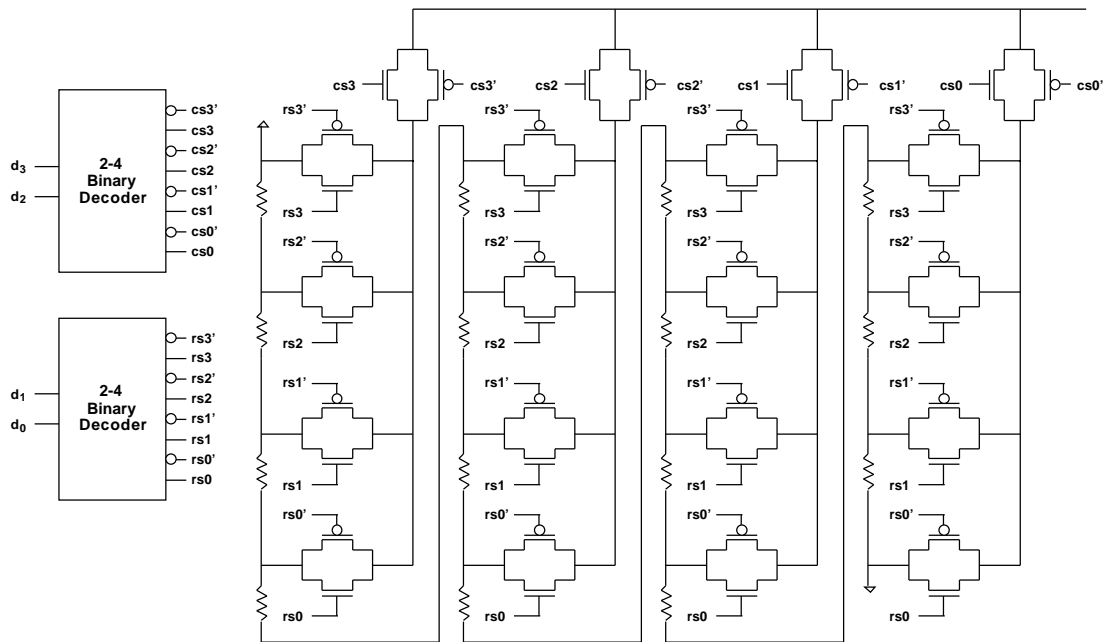 cs3 cs3' cs2 cs2' cs1 cs1' cs0 cs0'
d3
d2
2-4
Binary
Decoder
cs3'
cs3
cs2'
cs2
cs1'
cs1
cs0'
cs0
d1
d0
2-4
Binary
Decoder
rs3'
rs3
rs2'
rs2
rs1'
rs1
rs0'
rs0
rs3' rs3' rs3' rs3'
rs3 rs3 rs3 rs3
rs2' rs2' rs2' rs2'
rs2 rs2 rs2 rs2
rs1' rs1' rs1' rs1'
rs1 rs1 rs1 rs1
rs0' rs0' rs0' rs0'
rs0 rs0 rs0 rs0